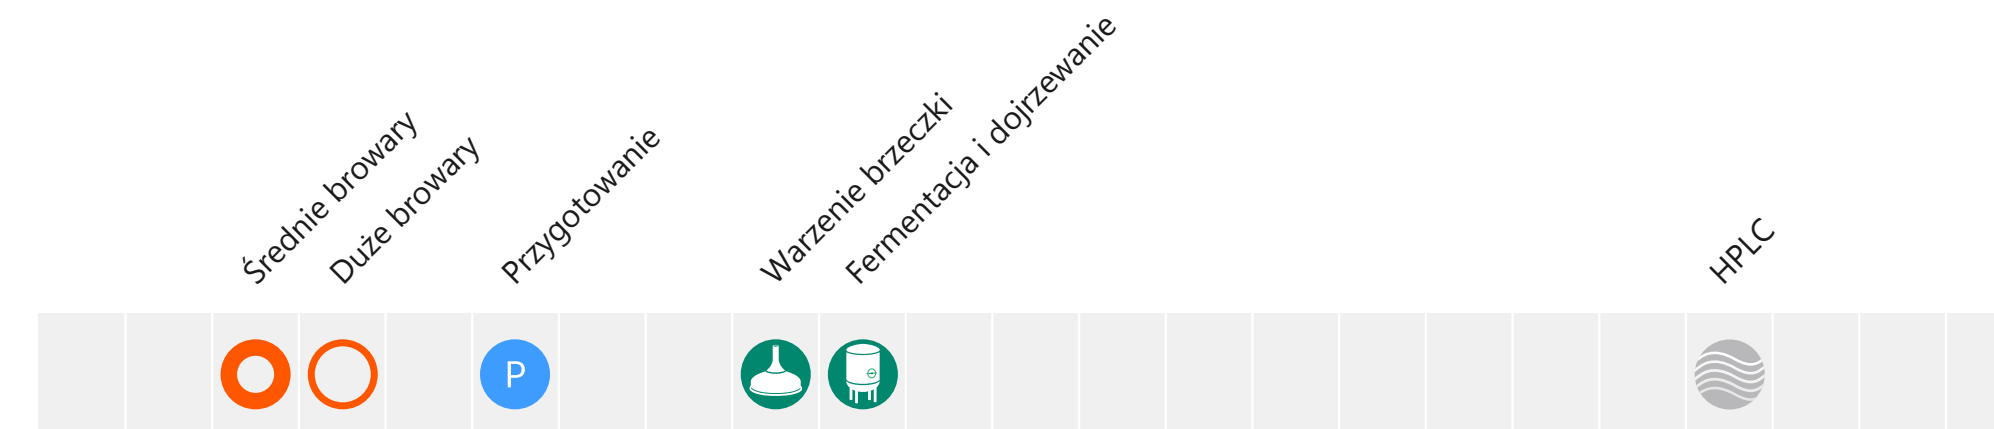 Średnie browary
Duże browary
Przygotowanie
Warzenie brzeczki
Fermentacja i dojrzewanie
HPLC
P